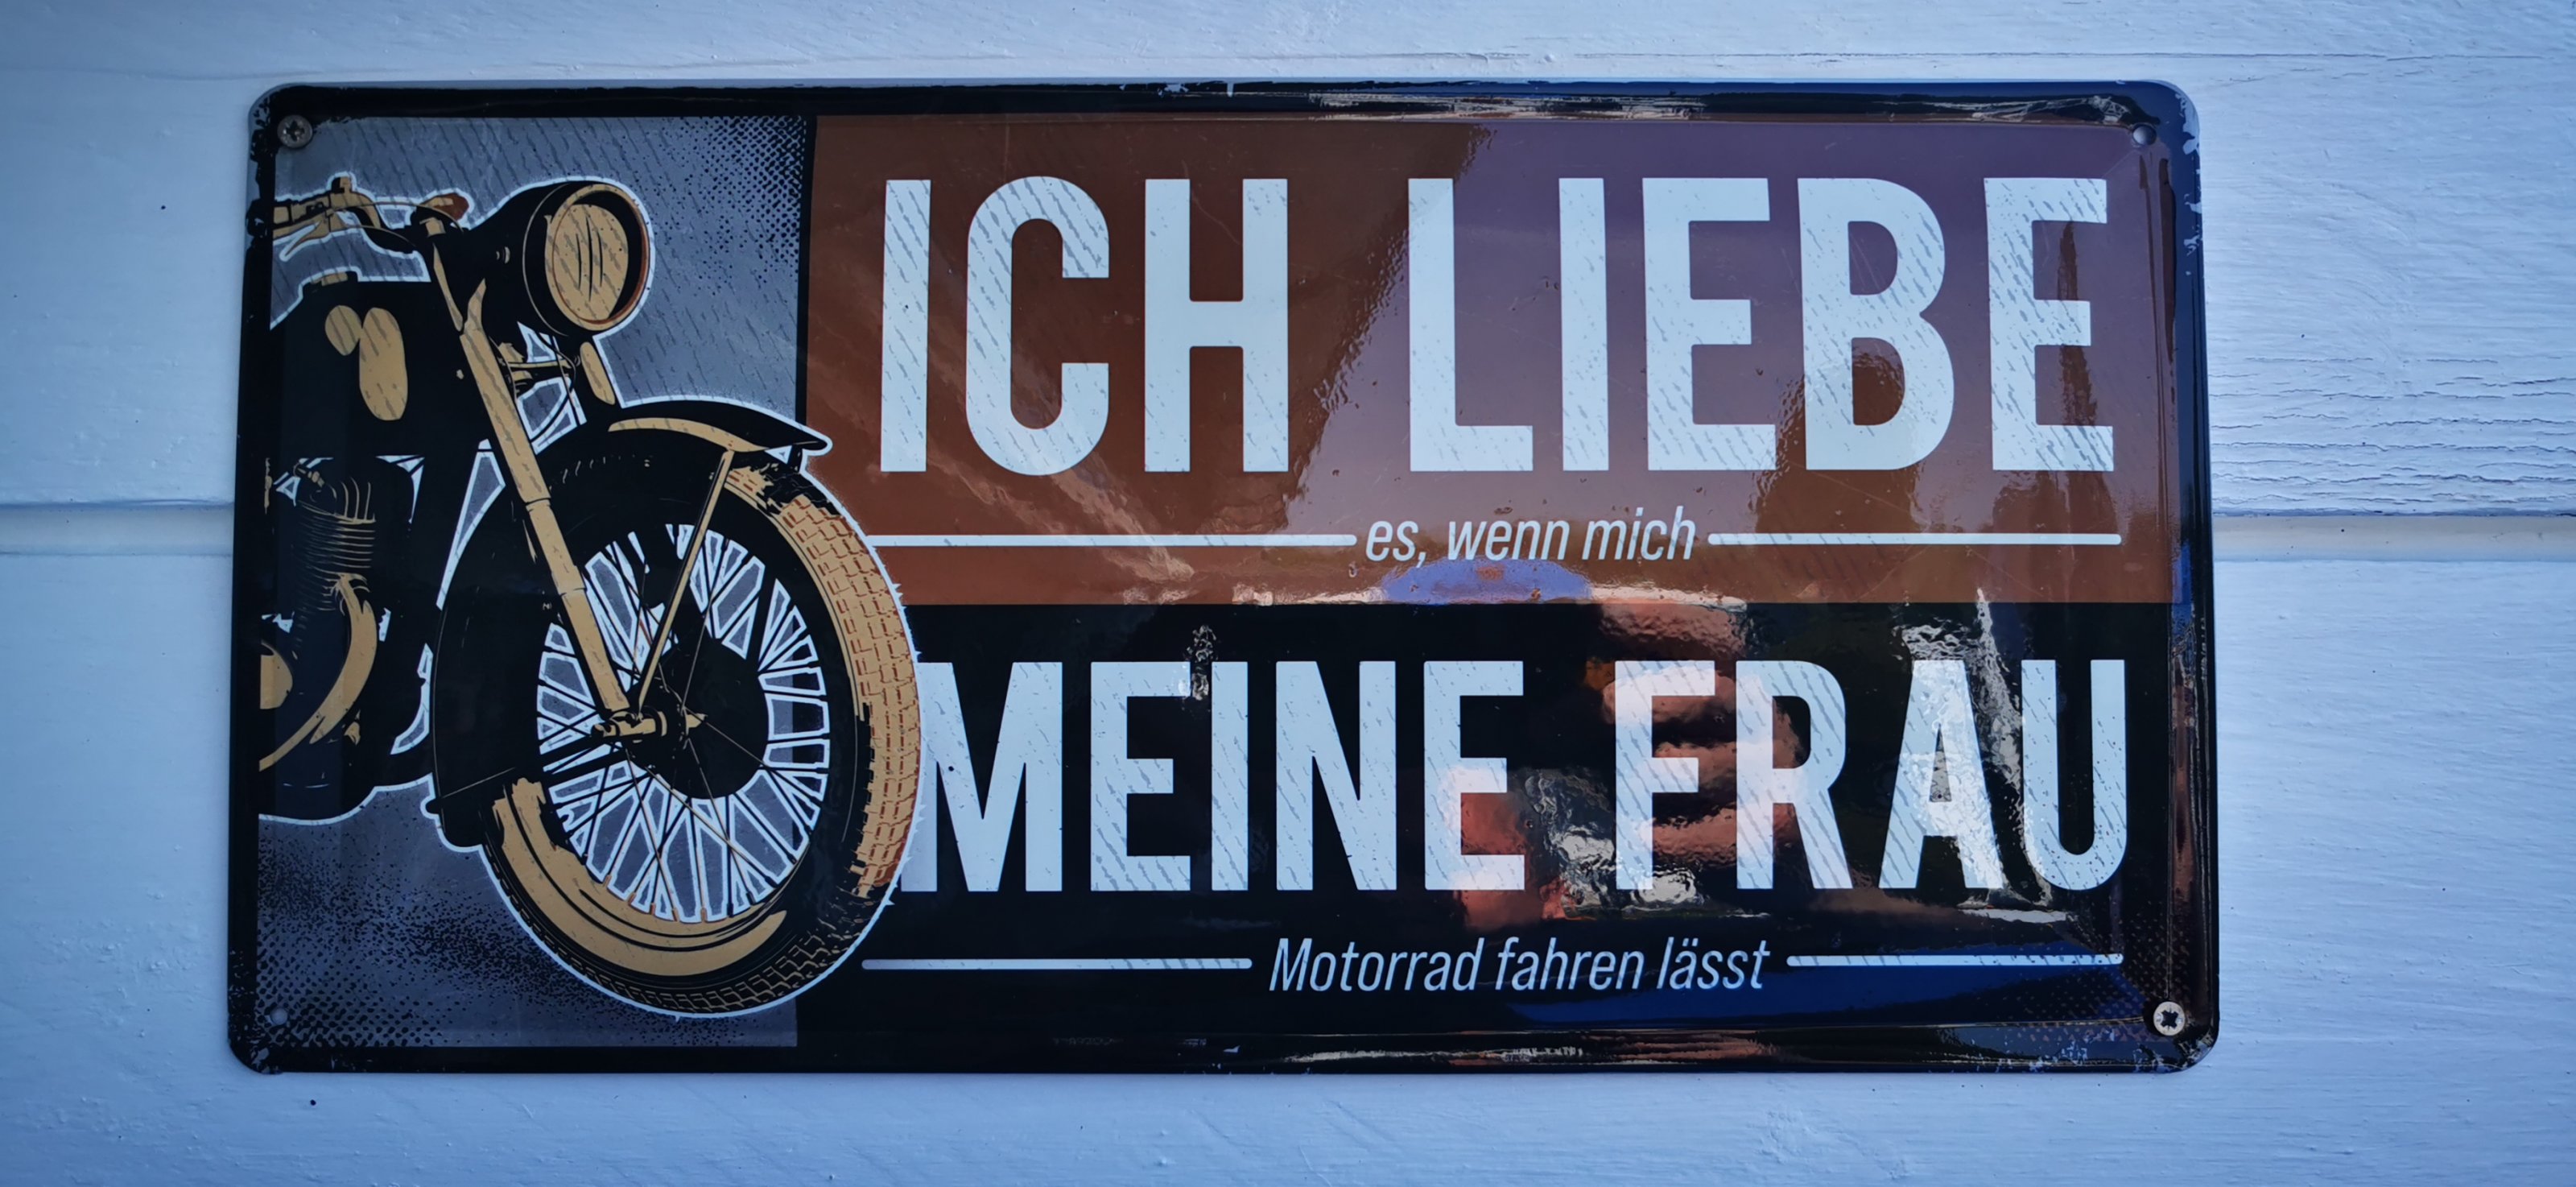 ICH LIEBE
es, wenn mich
MEINE FRAU
Motorrad fahren lässt